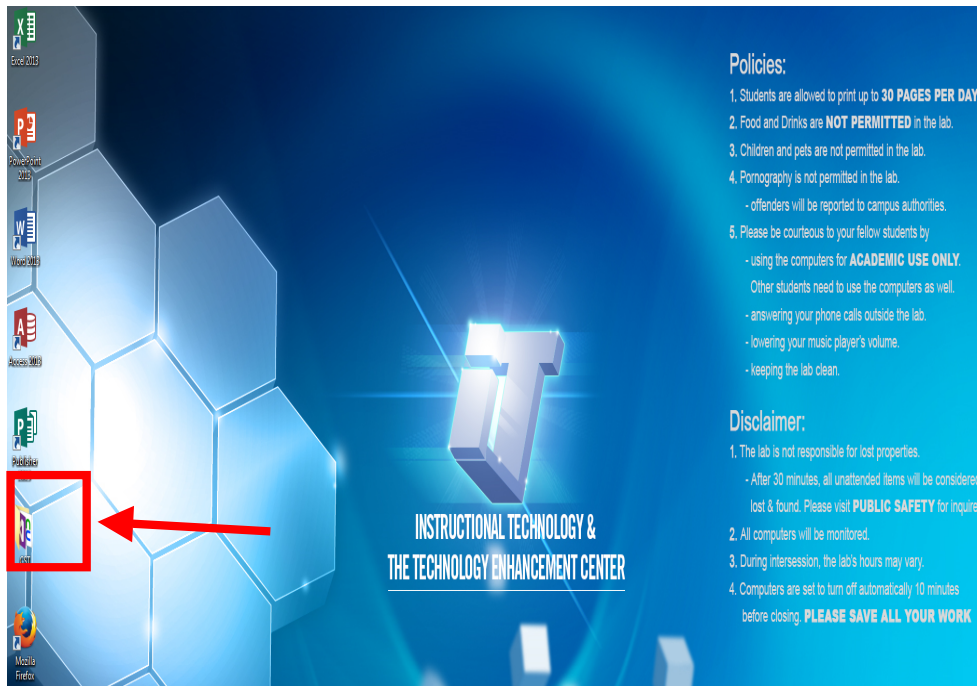 Excel 2013
PowerPoint
2013
Word 2013
Access 2013
Publisher
GST
Mozilla
Firefox
INSTRUCTIONAL TECHNOLOGY &
THE TECHNOLOGY ENHANCEMENT CENTER
Policies:
1. Students are allowed to print up to 30 PAGES PER DAY
2. Food and Drinks are NOT PERMITTED in the lab.
3. Children and pets are not permitted in the lab.
4. Pornography is not permitted in the lab.
- offenders will be reported to campus authorities.
5. Please be courteous to your fellow students by
- using the computers for ACADEMIC USE ONLY.
Other students need to use the computers as well.
- answering your phone calls outside the lab.
- lowering your music player's volume.
- keeping the lab clean.
Disclaimer:
1. The lab is not responsible for lost properties.
- After 30 minutes, all unattended items will be considered
lost & found. Please visit PUBLIC SAFETY for inquire
2. All computers will be monitored.
3. During intersession, the lab's hours may vary.
4. Computers are set to turn off automatically 10 minutes
before closing. PLEASE SAVE ALL YOUR WORK